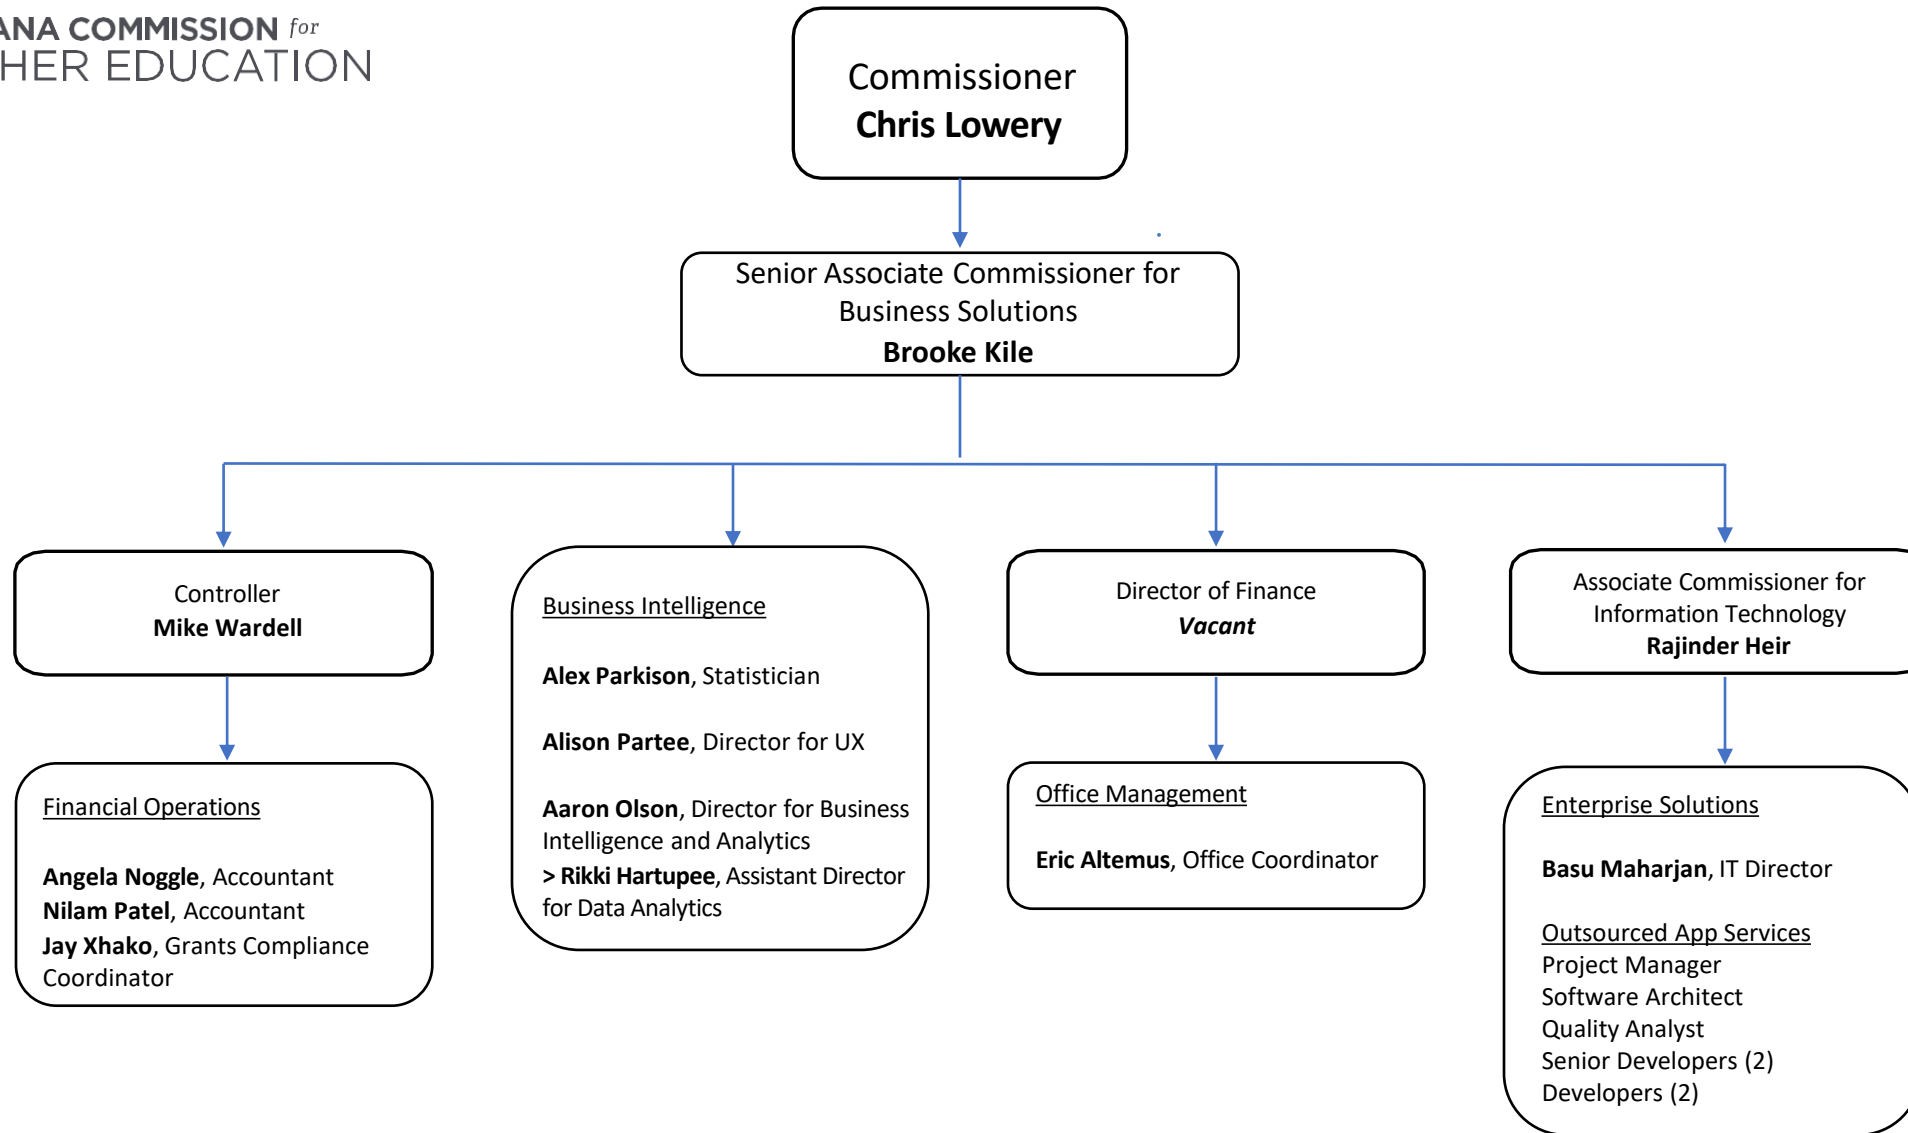 ANA COMMISSION for
HER EDUCATION
Commissioner
Chris Lowery
Senior Associate Commissioner for
Business Solutions
Brooke Kile
Controller
Mike Wardell
Financial Operations
Angela Noggle, Accountant
Nilam Patel, Accountant
Jay Xhako, Grants Compliance
Coordinator
Business Intelligence
Alex Parkison, Statistician
Alison Partee, Director for UX
Aaron Olson, Director for Business
Intelligence and Analytics
> Rikki Hartupee, Assistant Director
for Data Analytics
Director of Finance
Vacant
Office Management
Eric Altemus, Office Coordinator
Associate Commissioner for
Information Technology
Rajinder Heir
Enterprise Solutions
Basu Maharjan, IT Director
Outsourced App Services
Project Manager
Software Architect
Quality Analyst
Senior Developers (2)
Developers (2)